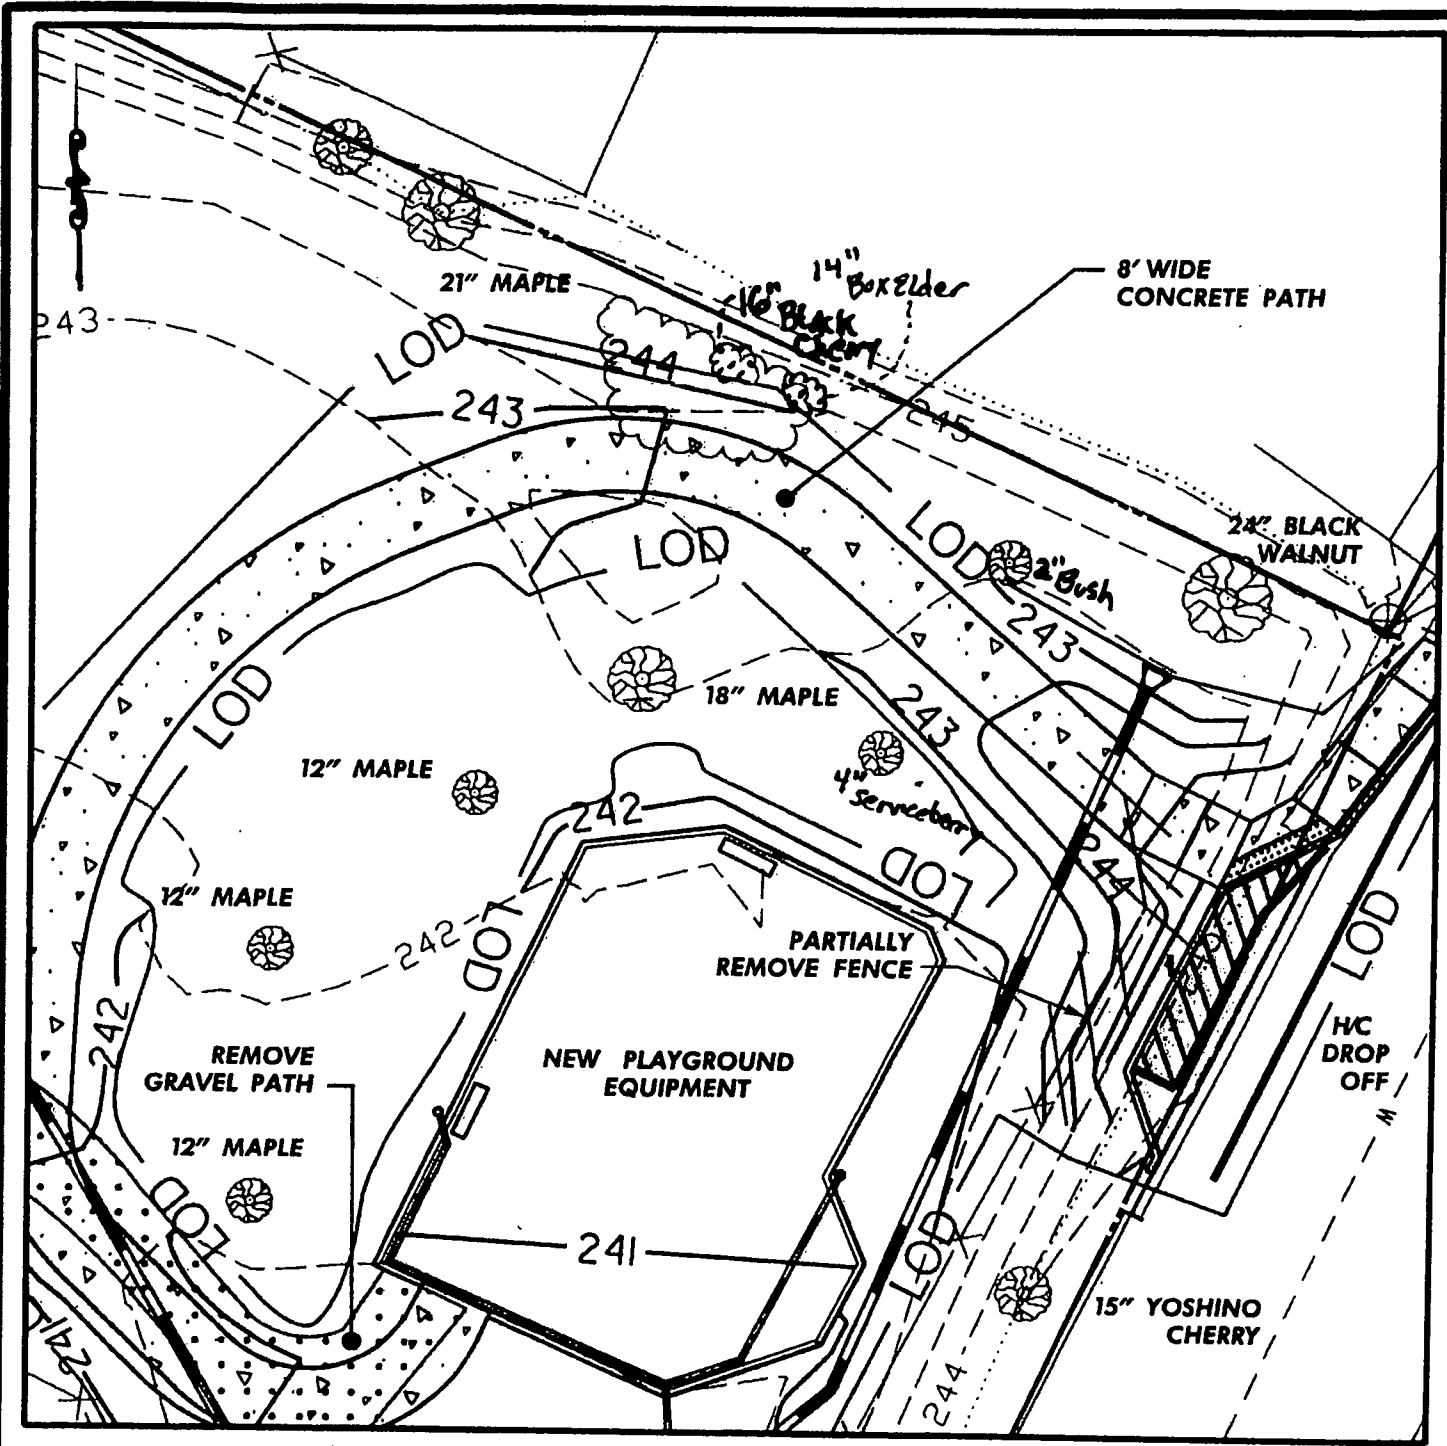 21" MAPLE
14"
Box Elder
16"
Black
Cherry
8' WIDE
CONCRETE PATH
243
LOD
244
243
245
LOD
LOD
24" BLACK
WALNUT
2" Bush
243
LOD
18" MAPLE
243
12" MAPLE
4"
Serviceberry
242
244
LOD
12" MAPLE
242
LOD
PARTIALLY
REMOVE FENCE
LOD
242
H/C
DROP
OFF
REMOVE
GRAVEL PATH
NEW PLAYGROUND
EQUIPMENT
W
12" MAPLE
LOD
241
LOD
15" YOSHINO
CHERRY
241
244